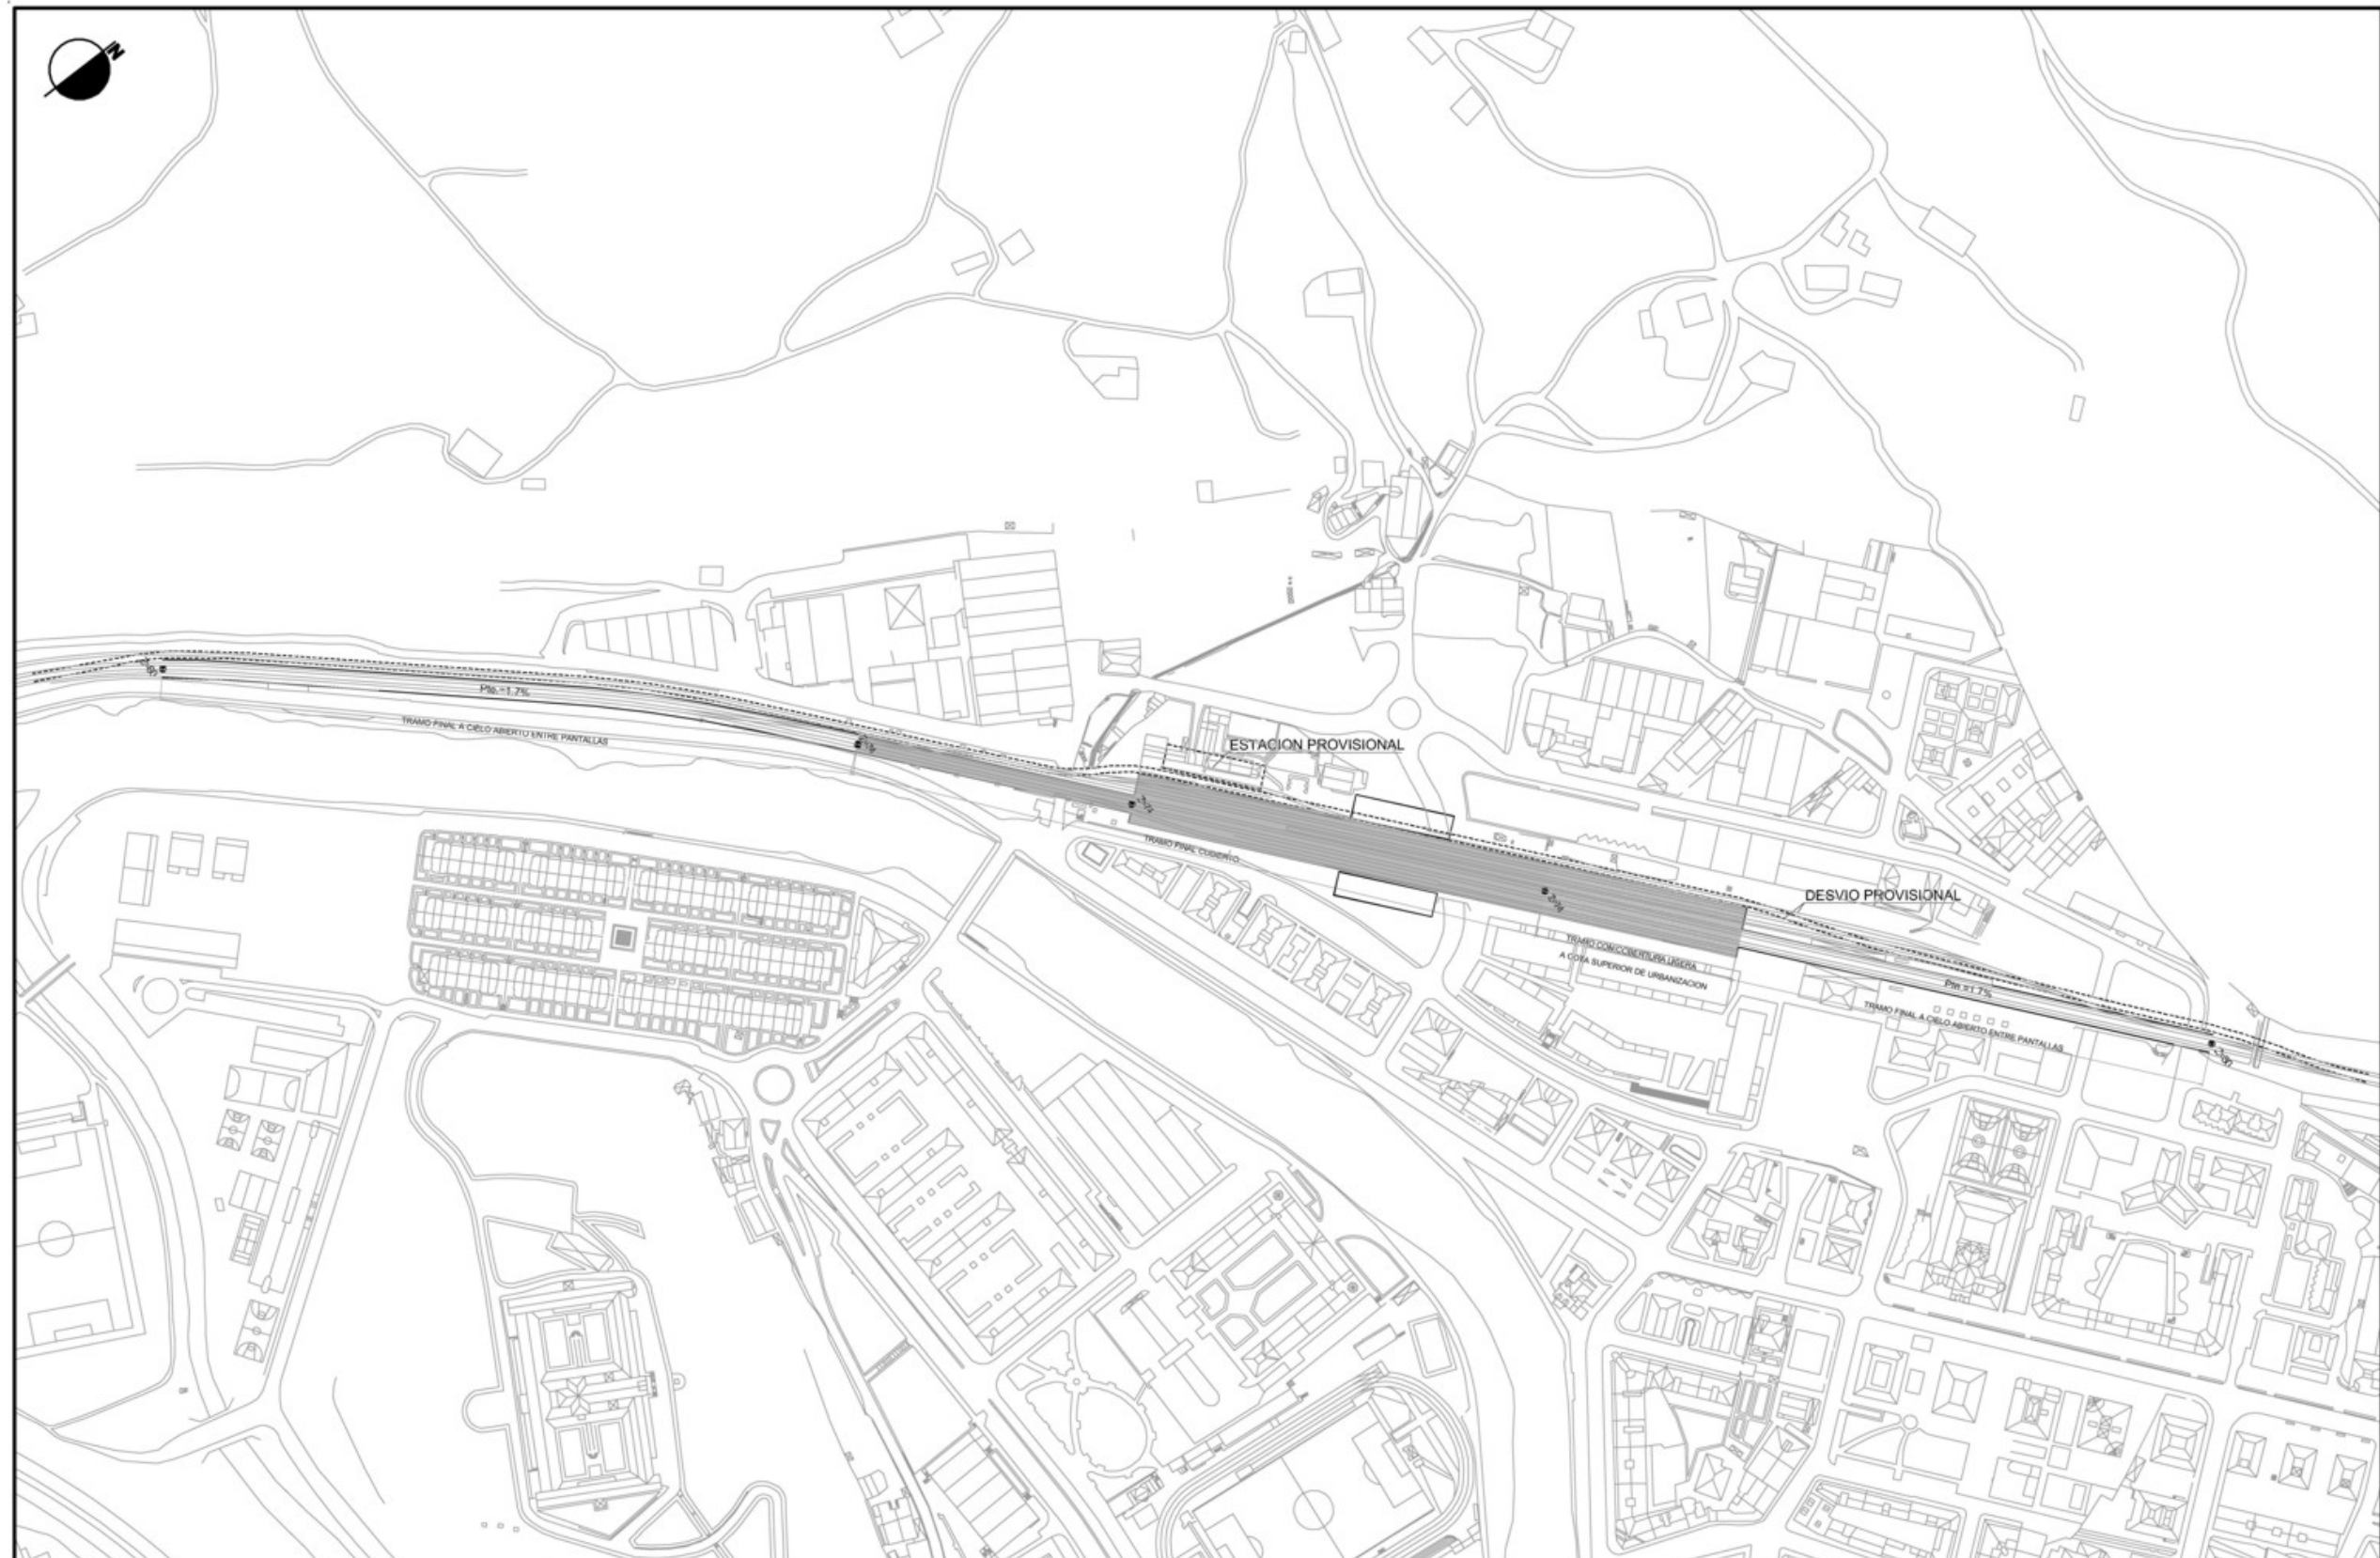 N
ESTACION PROVISIONAL
Pte.=1.7%
TRAMO FINAL A CIELO ABIERTO ENTRE PANTALLAS
TRAMO FINAL CUBIERTO
DESVIO PROVISIONAL
TRAMO CON COBERTURA LIGERA
A COTA SUPERIOR DE URBANIZACION
Pte.=1.7%
TRAMO FINAL A CIELO ABIERTO ENTRE PANTALLAS